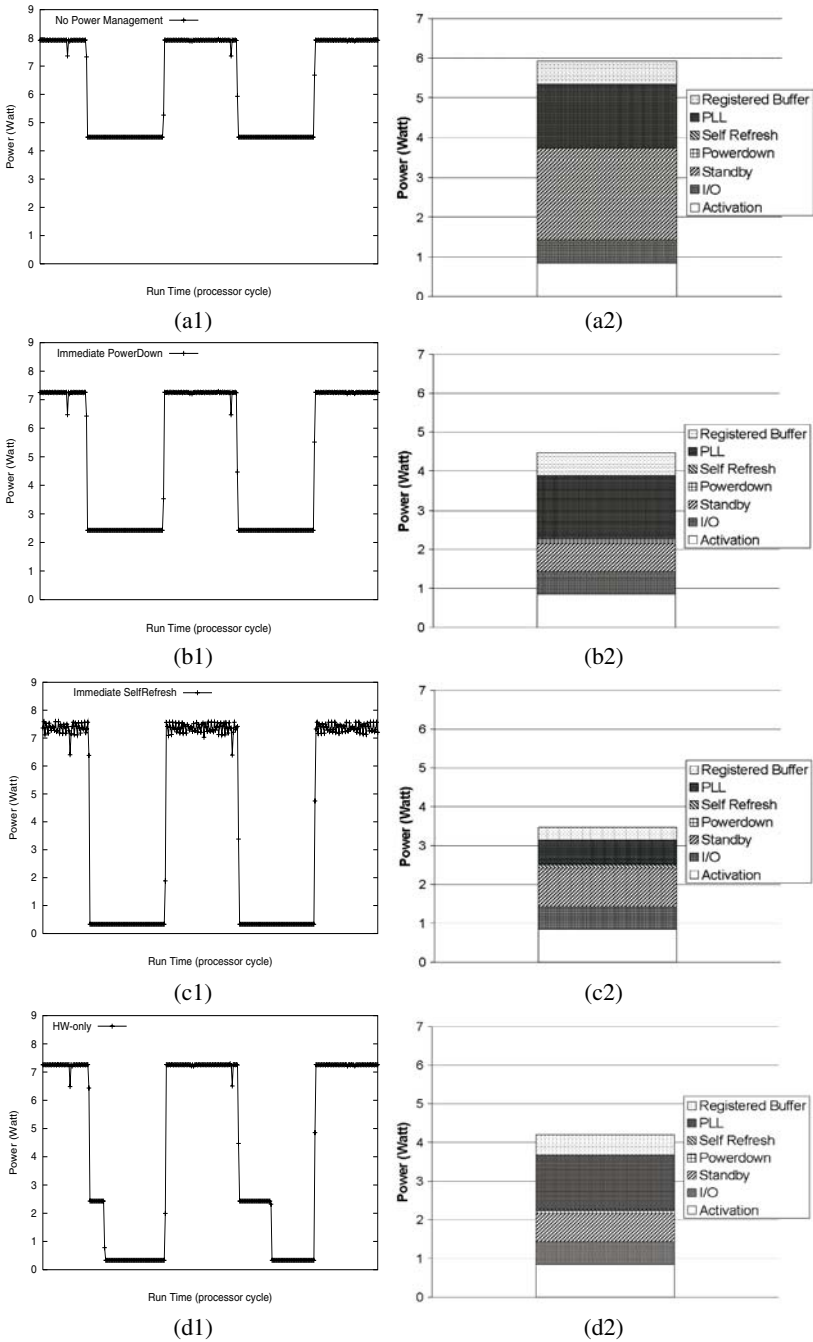 No Power Management
9
8
7
6
5
4
3
2
1
0
Power (Watt)
Run Time (processor cycle)
(a1)
7
6
5
4
3
2
1
0
Power (Watt)
Registered Buffer
PLL
Self Refresh
Powerdown
Standby
I/O
Activation
(a2)
Immediate PowerDown
9
8
7
6
5
4
3
2
1
0
Power (Watt)
Run Time (processor cycle)
(b1)
7
6
5
4
3
2
1
0
Power (Watt)
Registered Buffer
PLL
Self Refresh
Powerdown
Standby
I/O
Activation
(b2)
Immediate SelfRefresh
9
8
7
6
5
4
3
2
1
0
Power (Watt)
Run Time (processor cycle)
(c1)
7
6
5
4
3
2
1
0
Power (Watt)
Registered Buffer
PLL
Self Refresh
Powerdown
Standby
I/O
Activation
(c2)
HW-only
9
8
7
6
5
4
3
2
1
0
Power (Watt)
Run Time (processor cycle)
(d1)
7
6
5
4
3
2
1
0
Power (Watt)
Registered Buffer
PLL
Self Refresh
Powerdown
Standby
I/O
Activation
(d2)